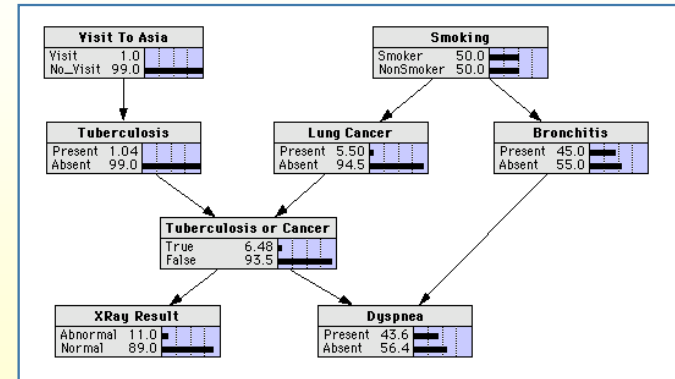 Visit To Asia
Visit 1.0
No_Visit 99.0
Smoking
Smoker 50.0
NonSmoker 50.0
Tuberculosis
Present 1.04
Absent 99.0
Lung Cancer
Present 5.50
Absent 94.5
Bronchitis
Present 45.0
Absent 55.0
Tuberculosis or Cancer
True 6.48
False 93.5
XRay Result
Abnormal 11.0
Normal 89.0
Dyspnea
Present 43.6
Absent 56.4